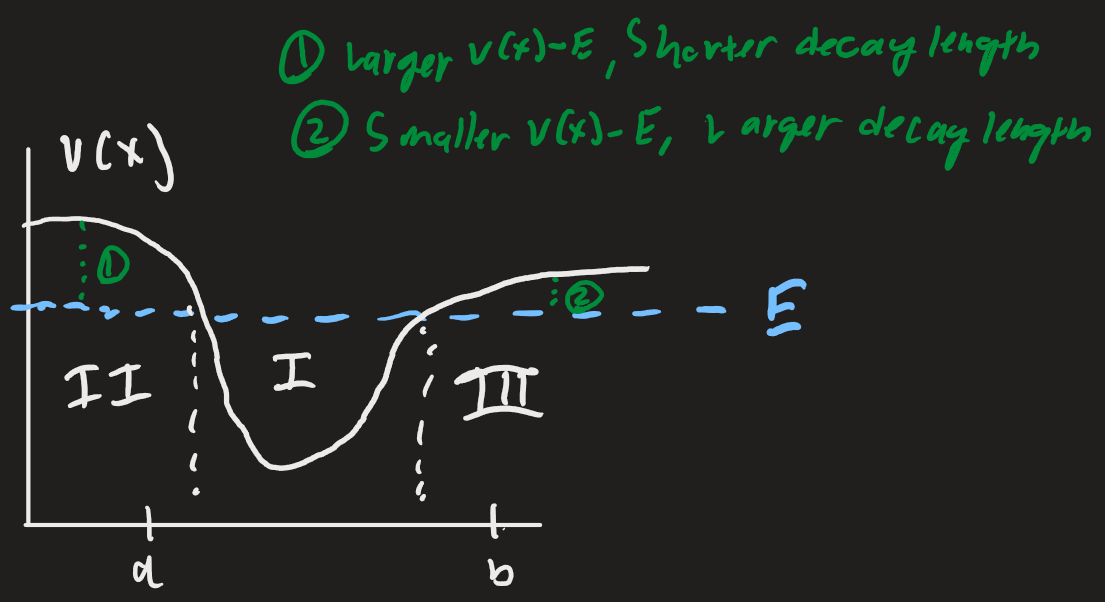 ① Larger V(x)-E, Shorter decay length
② Smaller V(x)-E, Larger decay length
V(x)
①
②
E
II
I
III
a
b